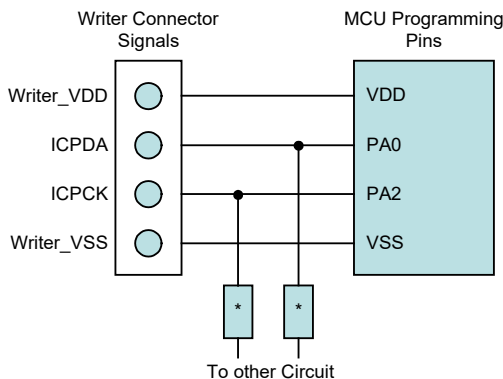 Writer Connector
Signals
MCU Programming
Pins
Writer_VDD
VDD
ICPDA
PA0
ICPCK
PA2
Writer_VSS
VSS
*
*
To other Circuit